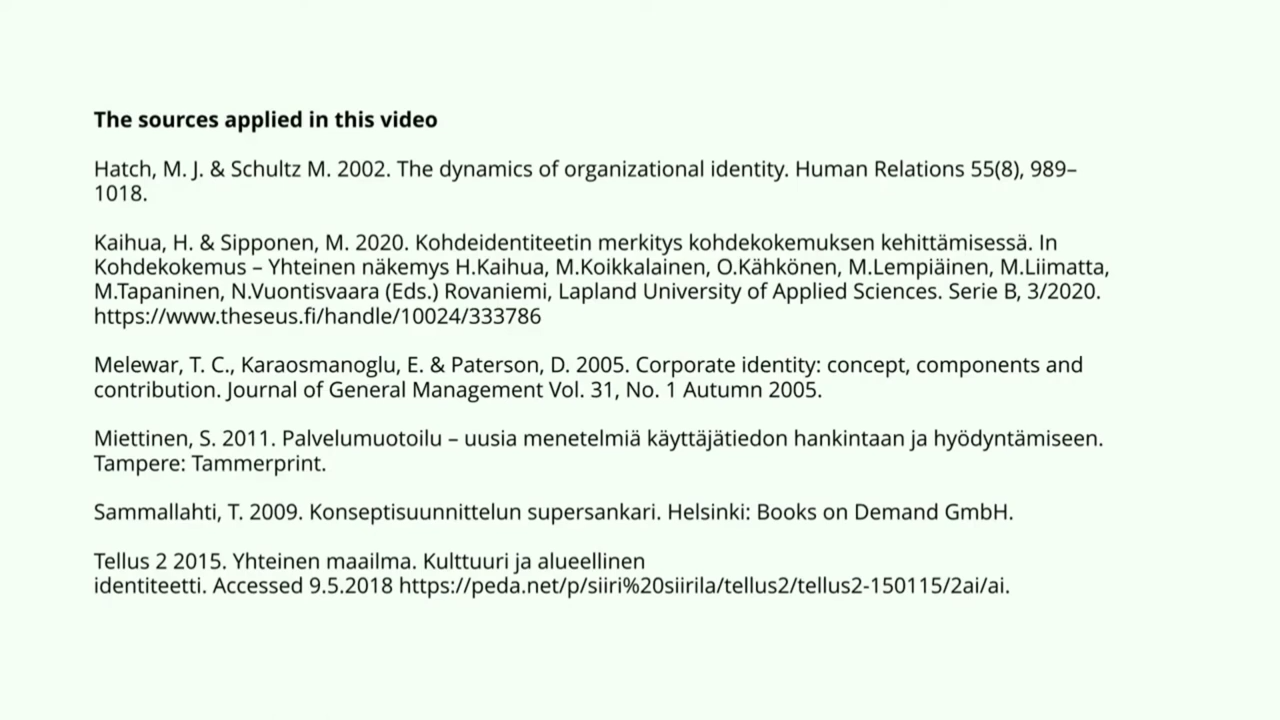 The sources applied in this video
Hatch, M. J. & Schultz M. 2002. The dynamics of organizational identity. Human Relations 55(8), 989–
1018.
Kaihua, H. & Sipponen, M. 2020. Kohdeidentiteetin merkitys kohdekokemuksen kehittämisessä. In
Kohdekokemus – Yhteinen näkemys H.Kaihua, M.Koikkalainen, O.Kähkönen, M.Lempiäinen, M.Liimatta,
M.Tapaninen, N.Vuontisvaara (Eds.) Rovaniemi, Lapland University of Applied Sciences. Serie B, 3/2020.
https://www.theseus.fi/handle/10024/333786
Melewar, T. C., Karaosmanoglu, E. & Paterson, D. 2005. Corporate identity: concept, components and
contribution. Journal of General Management Vol. 31, No. 1 Autumn 2005.
Miettinen, S. 2011. Palvelumuotoilu – uusia menetelmiä käyttäjätiedon hankintaan ja hyödyntämiseen.
Tampere: Tammerprint.
Sammallahti, T. 2009. Konseptisuunnittelun supersankari. Helsinki: Books on Demand GmbH.
Tellus 2 2015. Yhteinen maailma. Kulttuuri ja alueellinen
identiteetti. Accessed 9.5.2018 https://peda.net/p/siiri%20siirila/tellus2/tellus2-150115/2ai/ai.